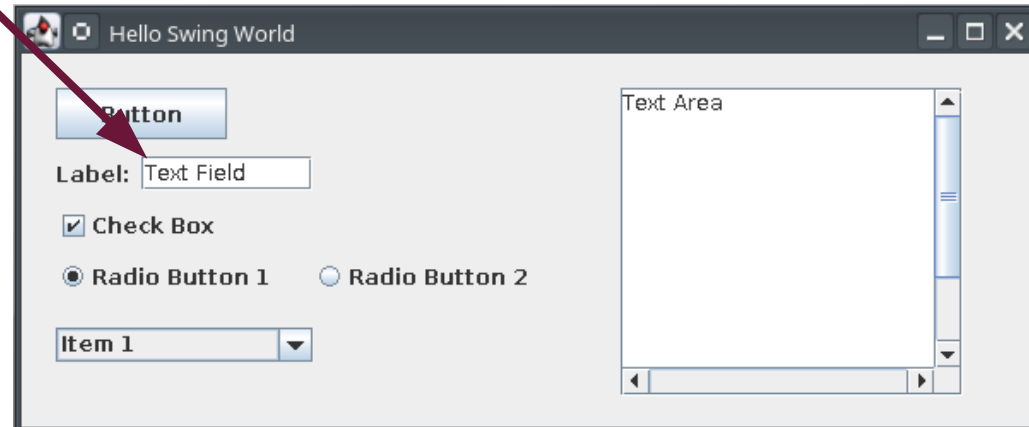 Hello Swing World
Button
Label: Text Field
Check Box
Radio Button 1 Radio Button 2
Item 1
Text Area